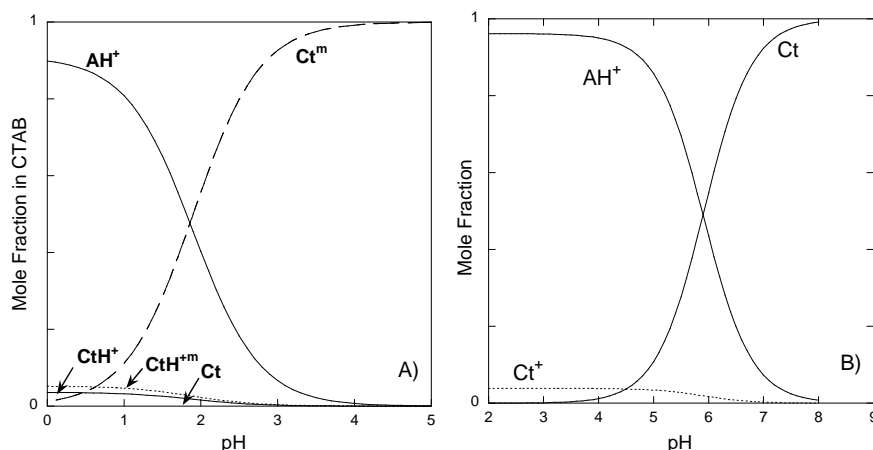 Mole Fraction in CTAB
1
0
AH⁺
Ctᵐ
CtH⁺
CtH⁺ᵐ
Ct
A)
0 1 2 3 4 5
pH
Mole Fraction
1
0
Ct
AH⁺
Ct⁺
B)
2 3 4 5 6 7 8 9
pH